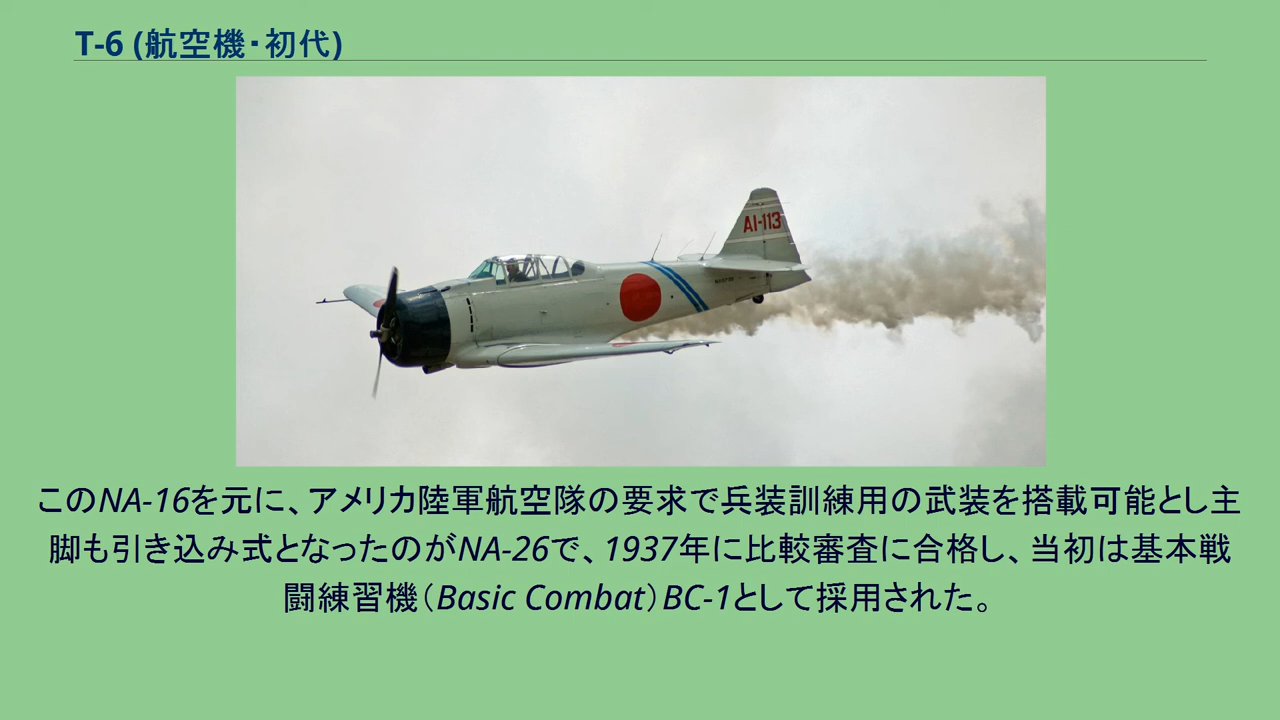 T-6 (航空機・初代)
AI-113
このNA-16を元に、アメリカ陸軍航空隊の要求で兵装訓練用の武装を搭載可能とし主
脚も引き込み式となったのがNA-26で、1937年に比較審査に合格し、当初は基本戦
闘練習機（Basic Combat）BC-1として採用された。